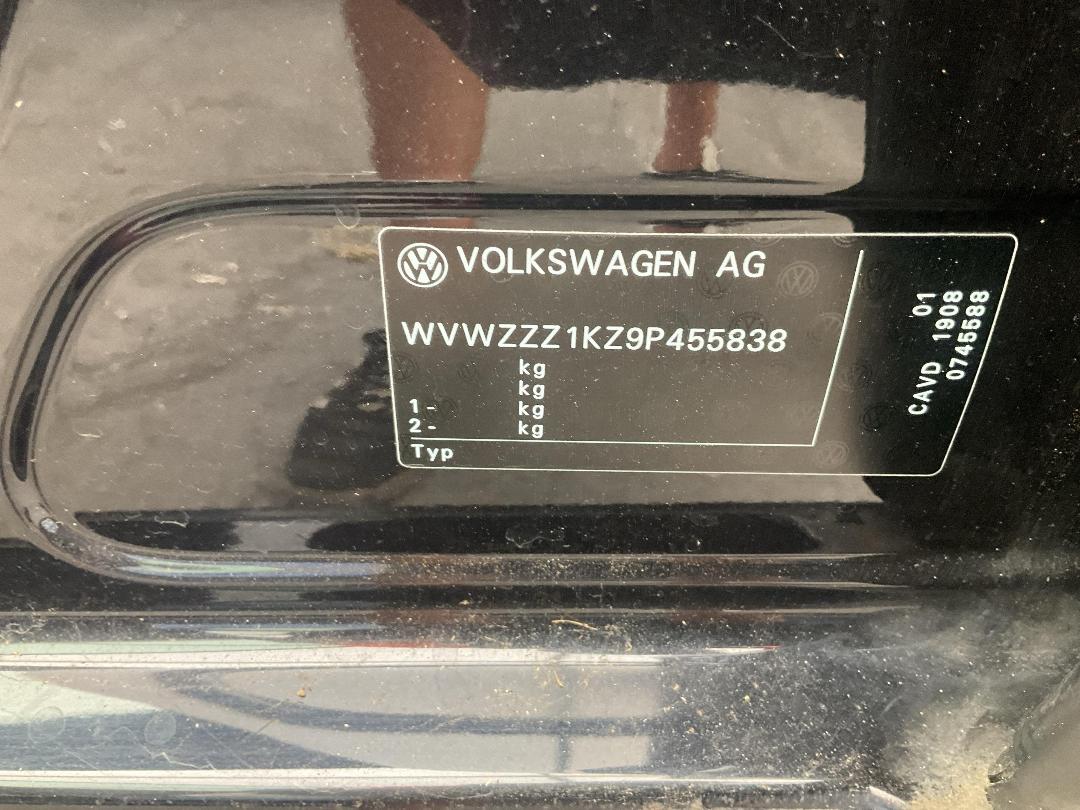 VOLKSWAGEN AG
WVWZZZ1KZ9P455838
kg
kg
1- kg
2- kg
Typ
01
CAVD 1908
0745588